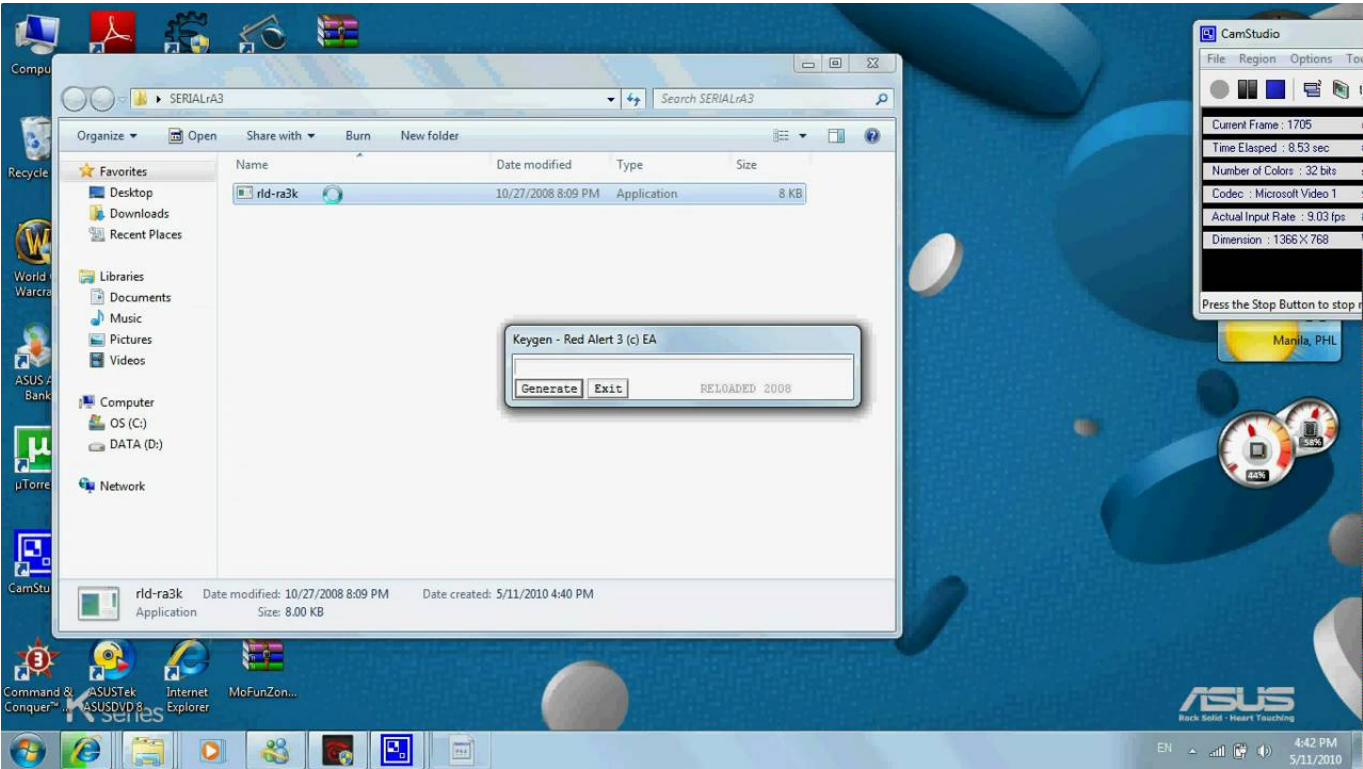 Compu
SERIALrA3
Search SERIALrA3
Organize
Open
Share with
Burn
New folder
Name
Date modified
Type
Size
Favorites
Desktop
Downloads
Recent Places
Libraries
Documents
Music
Pictures
Videos
Computer
OS (C:)
DATA (D:)
Network
rld-ra3k
10/27/2008 8:09 PM
Application
8 KB
Keygen - Red Alert 3 (c) EA
Generate
Exit
RELOADED 2008
rld-ra3k Date modified: 10/27/2008 8:09 PM Date created: 5/11/2010 4:40 PM
Application Size: 8.00 KB
CamStudio
File Region Options
Current Frame : 1705
Time Elasped : 8.53 sec
Number of Colors : 32 bits
Codec : Microsoft Video 1
Actual Input Rate : 9.03 fps
Dimension : 1366 X 768
Press the Stop Button to stop
Manila, PHL
58%
44%
Recycle
World
Warcra
ASUS
Bank
µTorre
CamStu
Command &
Conquer™
ASUSTek
ASUSDVD 8
Internet
Explorer
MoFunZon...
K series
ASUS
Rock Solid - Heart Touching
EN
4:42 PM
5/11/2010